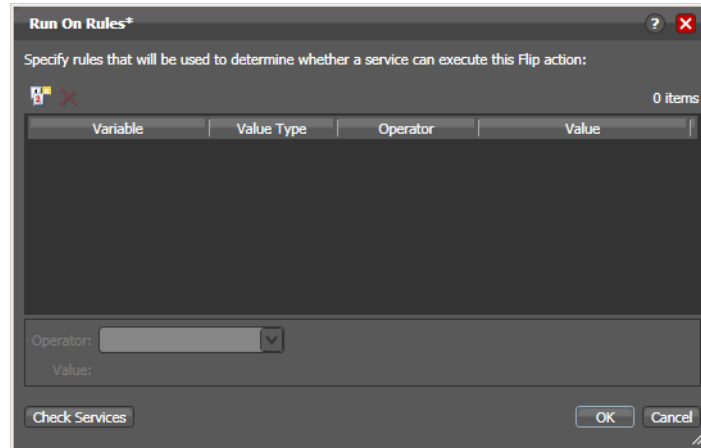 Run On Rules*
Specify rules that will be used to determine whether a service can execute this Flip action:
0 items
Variable Value Type Operator Value
Operator:
Value:
Check Services OK Cancel